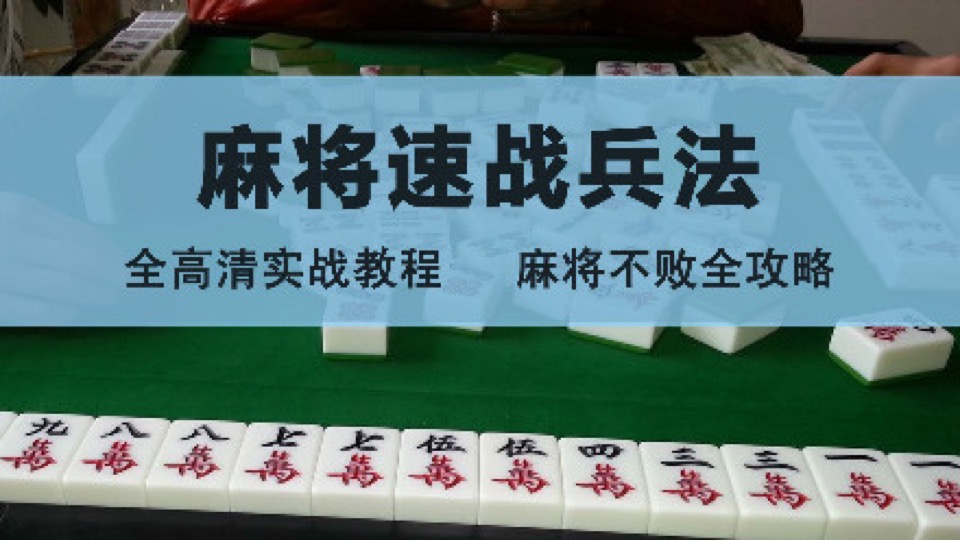 麻将速战兵法
全高清实战教程 麻将不败全攻略
九 八 八 七 七 伍 伍 四 三 三 一 一
萬 萬 萬 萬 萬 萬 萬 萬 萬 萬 萬 萬